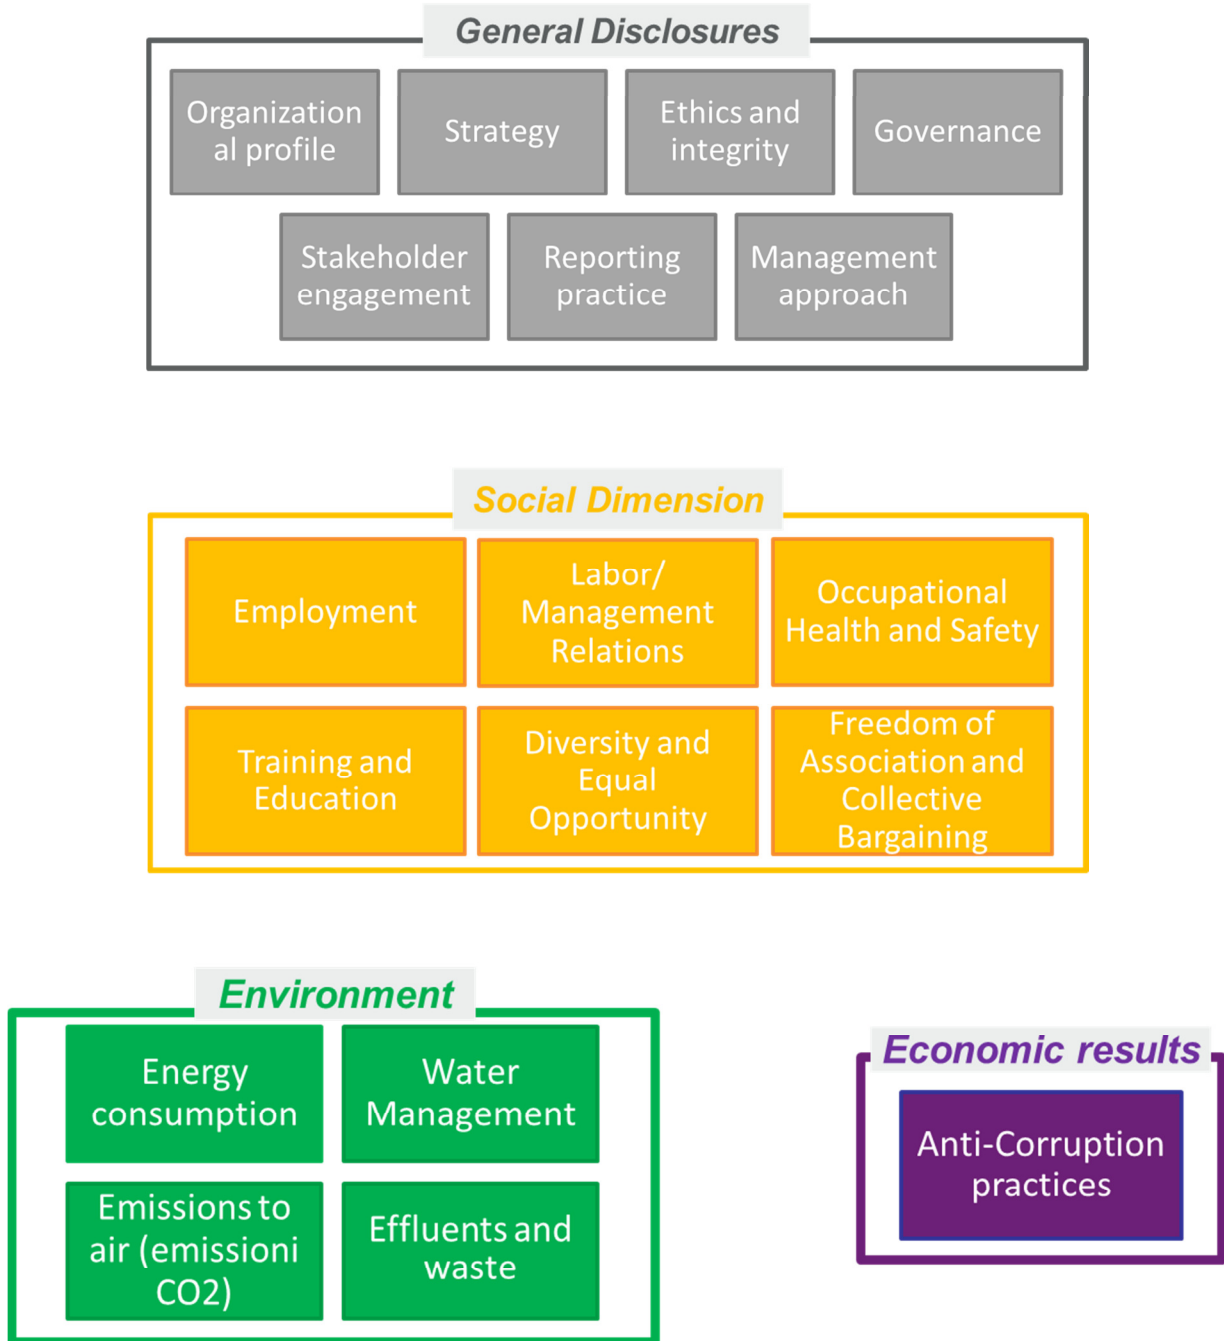 General Disclosures
Organization
al profile
Strategy
Ethics and
integrity
Governance
Stakeholder
engagement
Reporting
practice
Management
approach
Social Dimension
Employment
Labor/
Management
Relations
Occupational
Health and Safety
Training and
Education
Diversity and
Equal
Opportunity
Freedom of
Association and
Collective
Bargaining
Environment
Energy
consumption
Water
Management
Emissions to
air (emissioni
CO2)
Effluents and
waste
Economic results
Anti-Corruption
practices